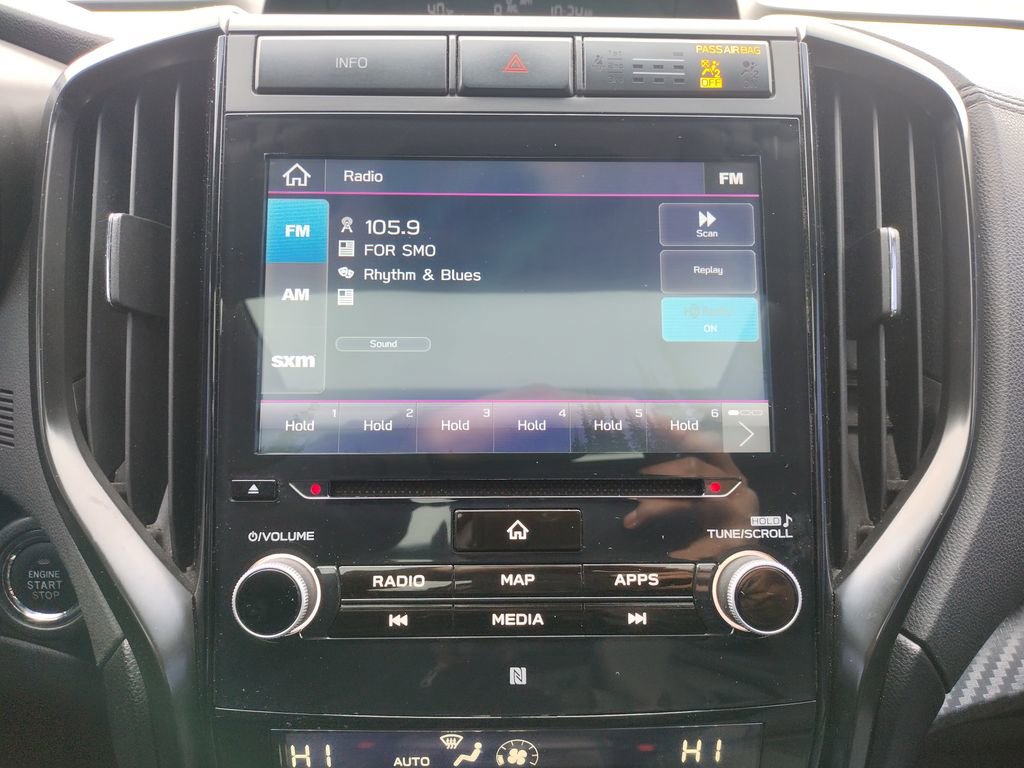 INFO
PASS AIR BAG
2
OFF
Radio
FM
FM
105.9
Scan
FOR SMO
Replay
Rhythm & Blues
AM
ON
Sound
sxm
1 2 3 4 5 6
Hold Hold Hold Hold Hold Hold
HOLD
⏻/VOLUME
TUNE/SCROLL
RADIO MAP APPS
MEDIA
ENGINE
START
STOP
N
HI AUTO HI